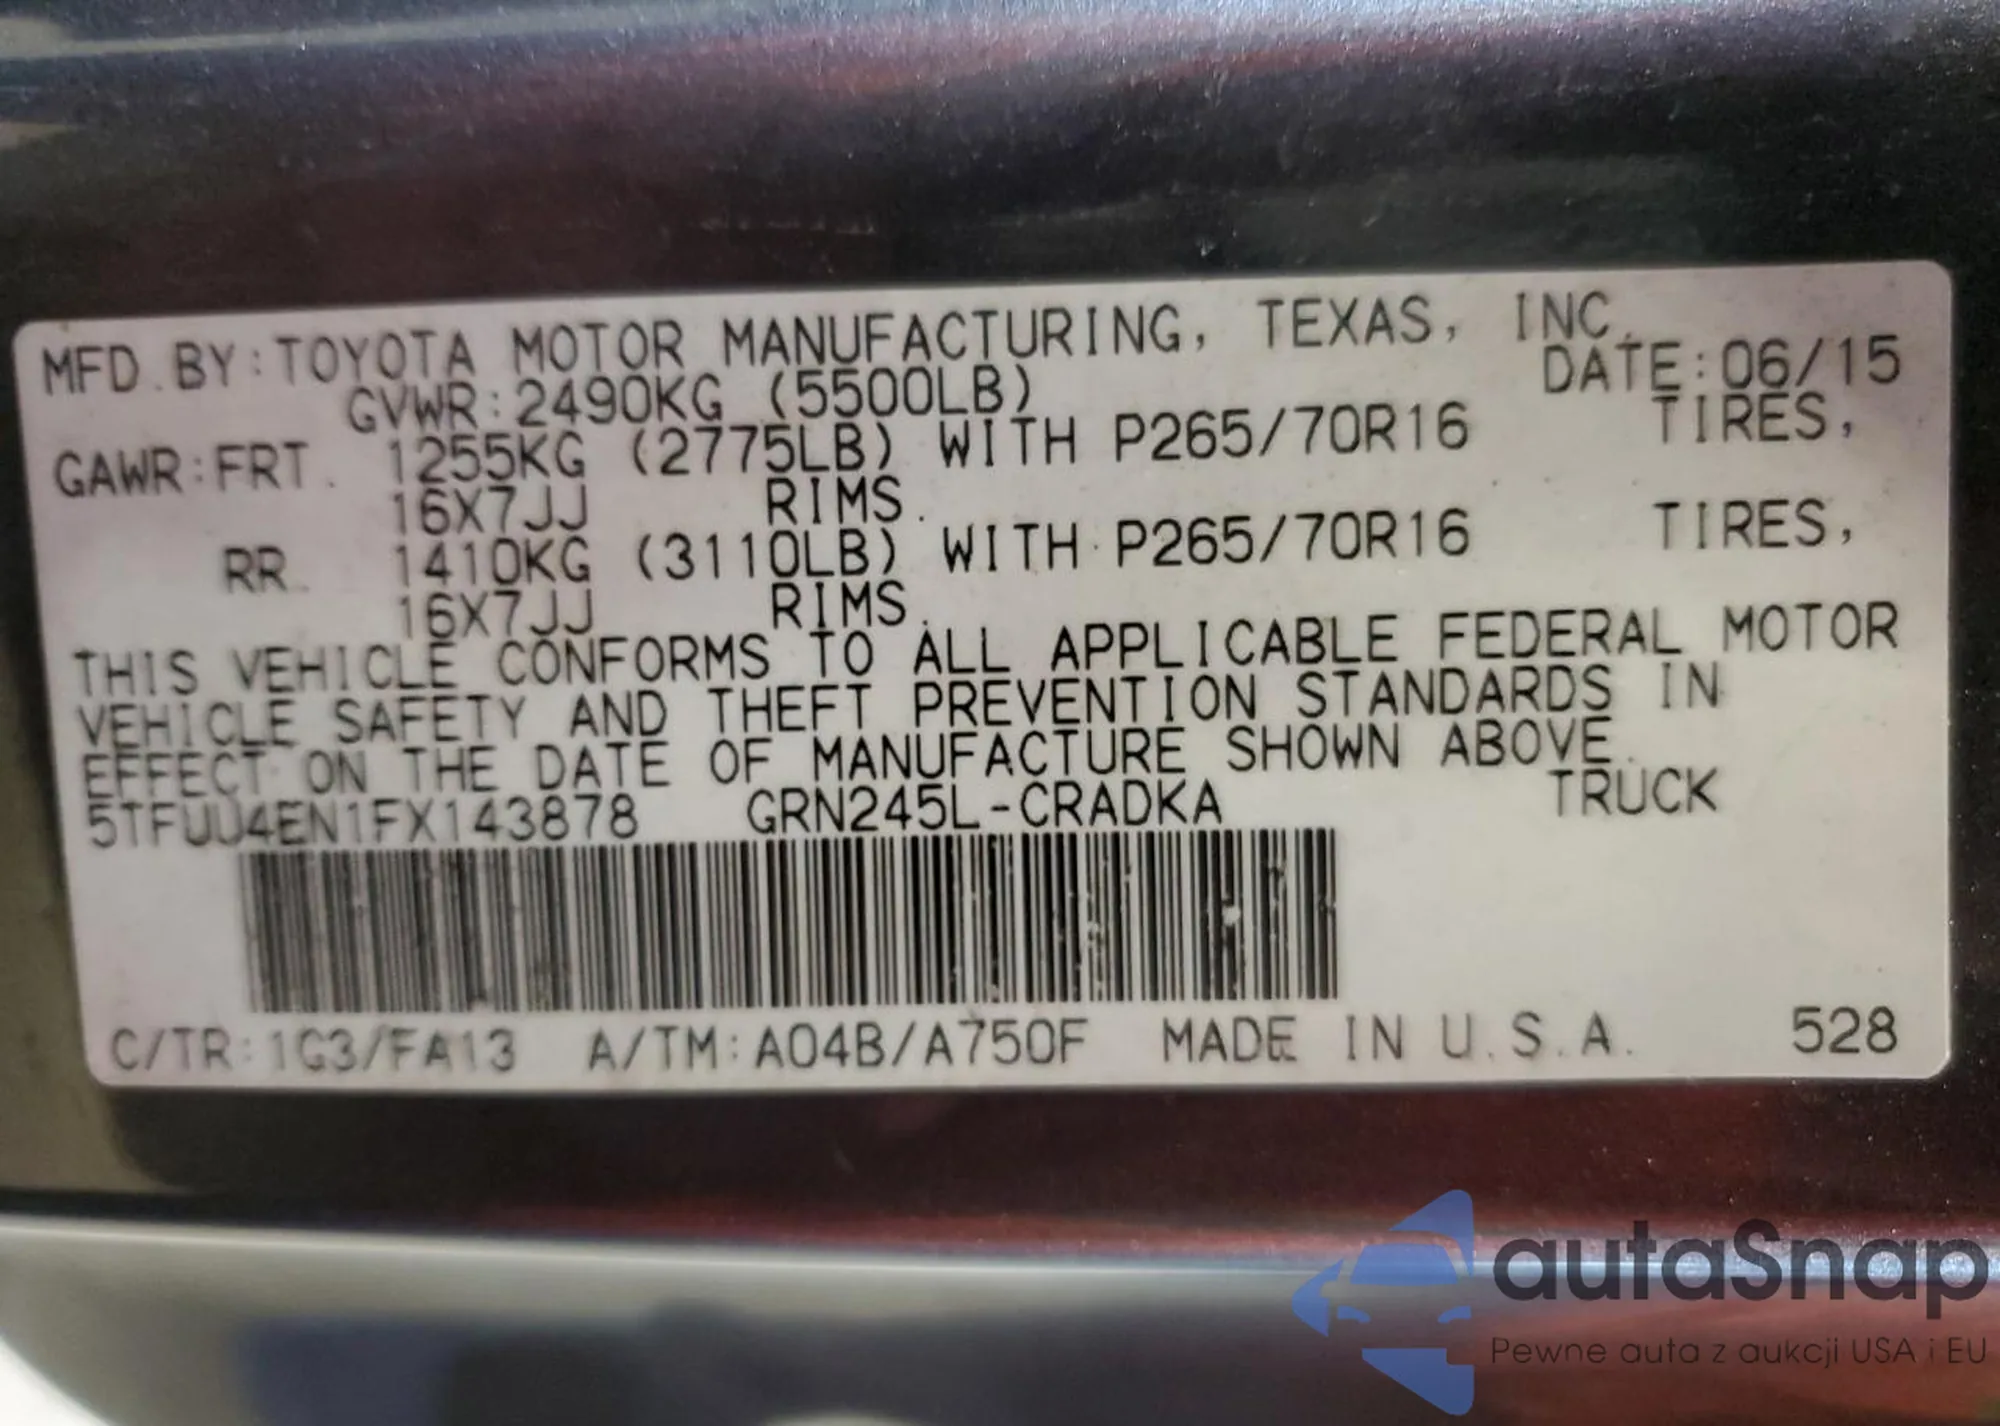 MFD.BY:TOYOTA MOTOR MANUFACTURING, TEXAS, INC.
GVWR:2490KG (5500LB) DATE:06/15
GAWR:FRT. 1255KG (2775LB) WITH P265/70R16 TIRES,
16X7JJ RIMS.
RR. 1410KG (3110LB) WITH P265/70R16 TIRES,
16X7JJ RIMS.
THIS VEHICLE CONFORMS TO ALL APPLICABLE FEDERAL MOTOR
VEHICLE SAFETY AND THEFT PREVENTION STANDARDS IN
EFFECT ON THE DATE OF MANUFACTURE SHOWN ABOVE.
5TFUU4EN1FX143878 GRN245L-CRADKA TRUCK
C/TR:1G3/FA13 A/TM:A04B/A750F MADE IN U.S.A. 528
autaSnap
Pewne auta z aukcji USA i EU